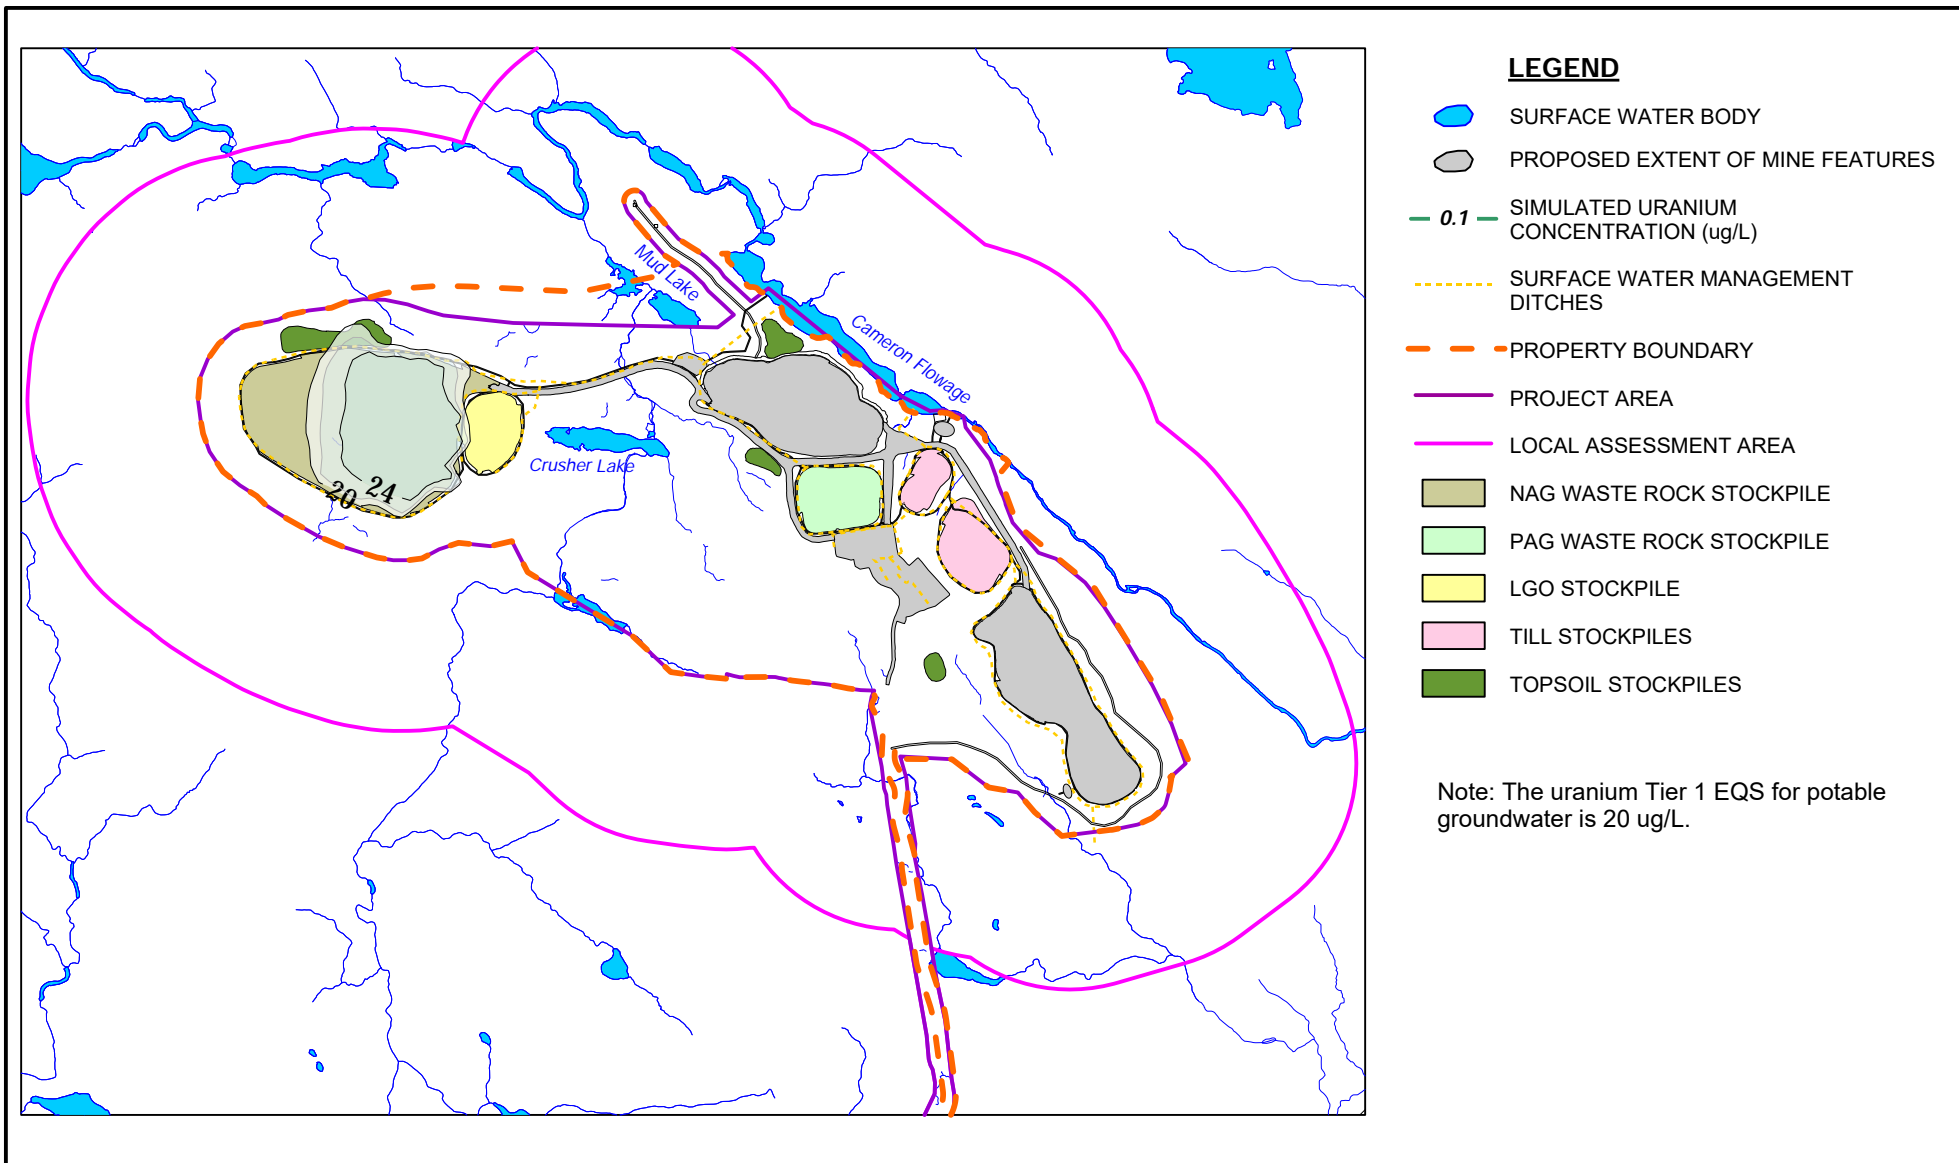 LEGEND
SURFACE WATER BODY
PROPOSED EXTENT OF MINE FEATURES
0.1
SIMULATED URANIUM
CONCENTRATION (ug/L)
SURFACE WATER MANAGEMENT
DITCHES
PROPERTY BOUNDARY
PROJECT AREA
LOCAL ASSESSMENT AREA
NAG WASTE ROCK STOCKPILE
PAG WASTE ROCK STOCKPILE
LGO STOCKPILE
TILL STOCKPILES
TOPSOIL STOCKPILES
Note: The uranium Tier 1 EQS for potable
groundwater is 20 ug/L.
Mud Lake
Cameron Flowage
Crusher Lake
20
24